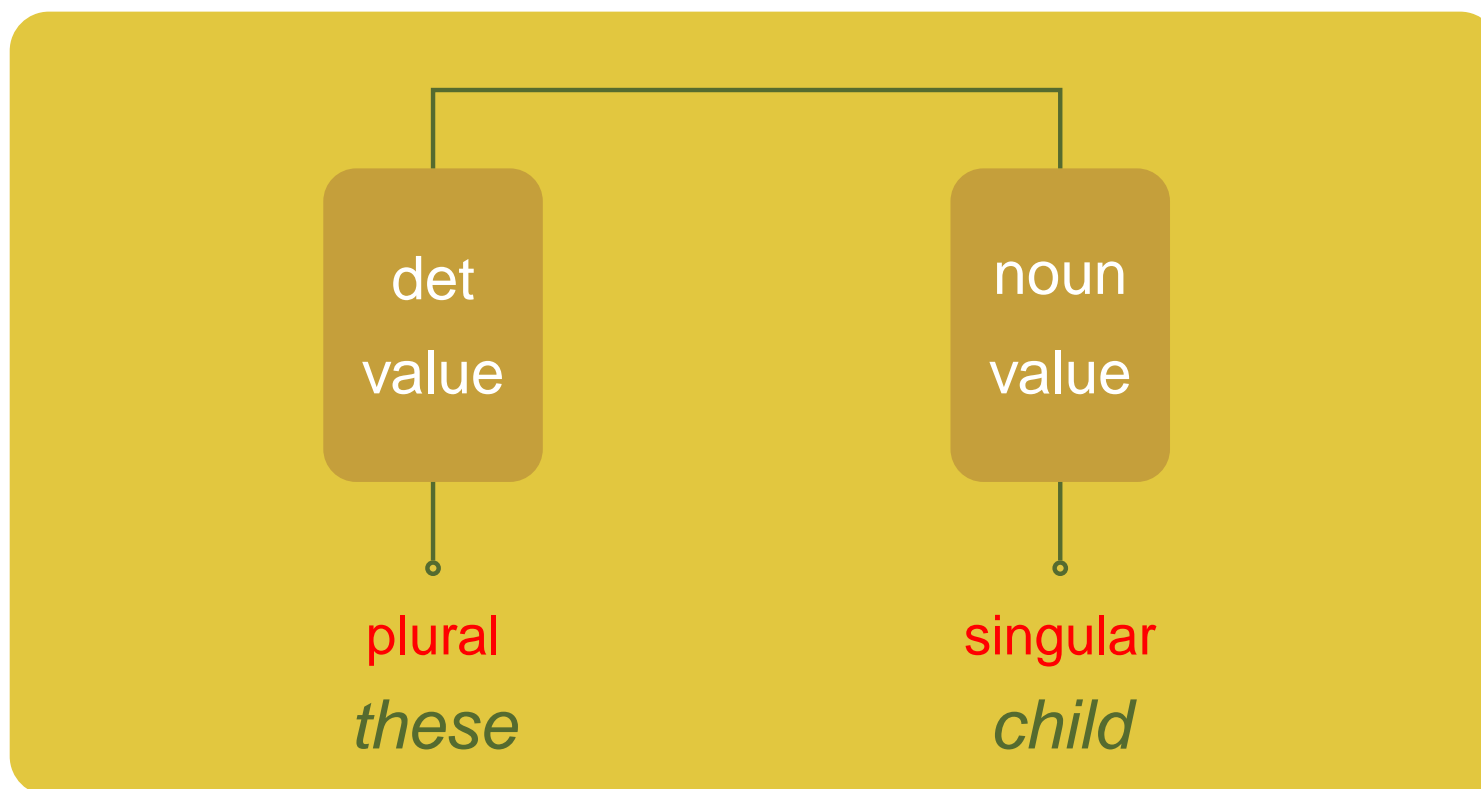 det
value
noun
value
plural
singular
these
child